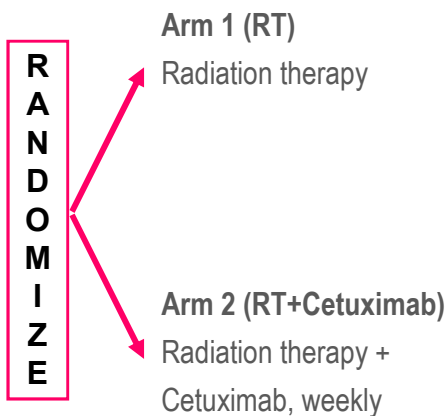 Arm 1 (RT)
Radiation therapy
R
A
N
D
O
M
I
Z
E
Arm 2 (RT+Cetuximab)
Radiation therapy +
Cetuximab, weekly